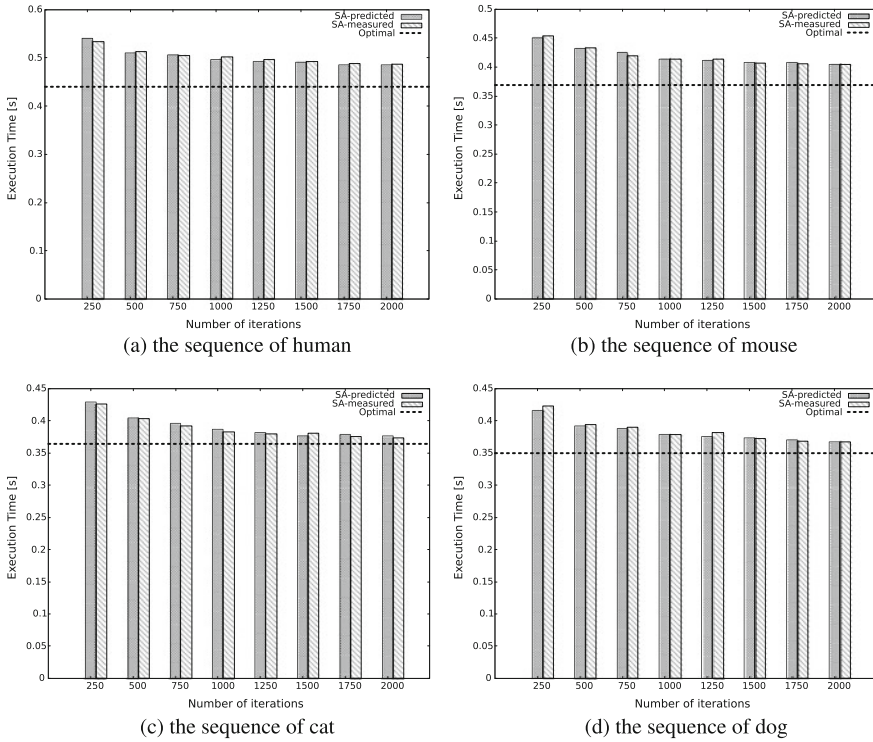 0.6
0.5
0.4
0.3
0.2
0.1
0
Execution Time [s]
SA-predicted
SA-measured
Optimal
250 500 750 1000 1250 1500 1750 2000
Number of iterations
(a) the sequence of human
0.5
0.45
0.4
0.35
0.3
0.25
0.2
0.15
0.1
0.05
0
Execution Time [s]
SA-predicted
SA-measured
Optimal
250 500 750 1000 1250 1500 1750 2000
Number of iterations
(b) the sequence of mouse
0.45
0.4
0.35
0.3
0.25
0.2
0.15
0.1
0.05
0
Execution Time [s]
SA-predicted
SA-measured
Optimal
250 500 750 1000 1250 1500 1750 2000
Number of iterations
(c) the sequence of cat
0.45
0.4
0.35
0.3
0.25
0.2
0.15
0.1
0.05
0
Execution Time [s]
SA-predicted
SA-measured
Optimal
250 500 750 1000 1250 1500 1750 2000
Number of iterations
(d) the sequence of dog